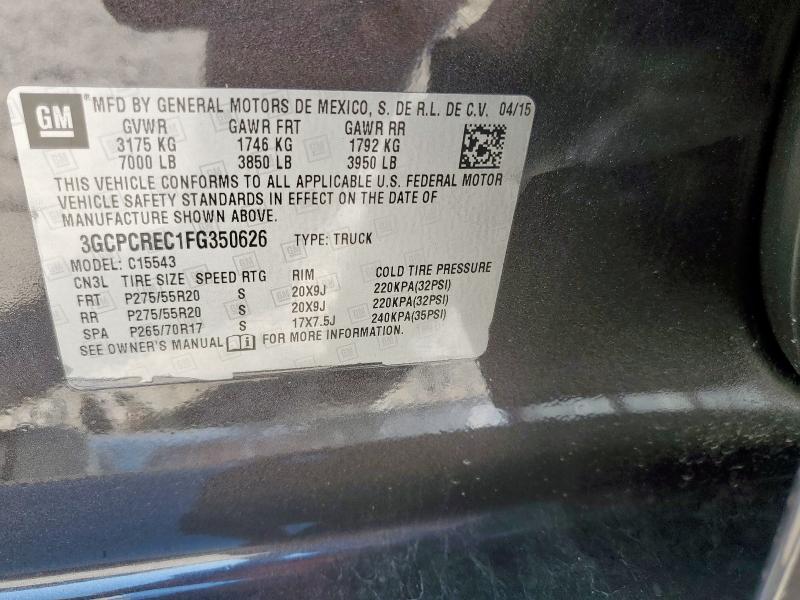 GM ® MFD BY GENERAL MOTORS DE MEXICO, S. DE R.L. DE C.V. 04/15
GVWR GAWR FRT GAWR RR
3175 KG 1746 KG 1792 KG
7000 LB 3850 LB 3950 LB
THIS VEHICLE CONFORMS TO ALL APPLICABLE U.S. FEDERAL MOTOR
VEHICLE SAFETY STANDARDS IN EFFECT ON THE DATE OF
MANUFACTURE SHOWN ABOVE.
3GCPCREC1FG350626 TYPE: TRUCK
MODEL: C15543
CN3L TIRE SIZE SPEED RTG RIM COLD TIRE PRESSURE
FRT P275/55R20 S 20X9J 220KPA(32PSI)
RR P275/55R20 S 20X9J 220KPA(32PSI)
SPA P265/70R17 S 17X7.5J 240KPA(35PSI)
SEE OWNER'S MANUAL FOR MORE INFORMATION.